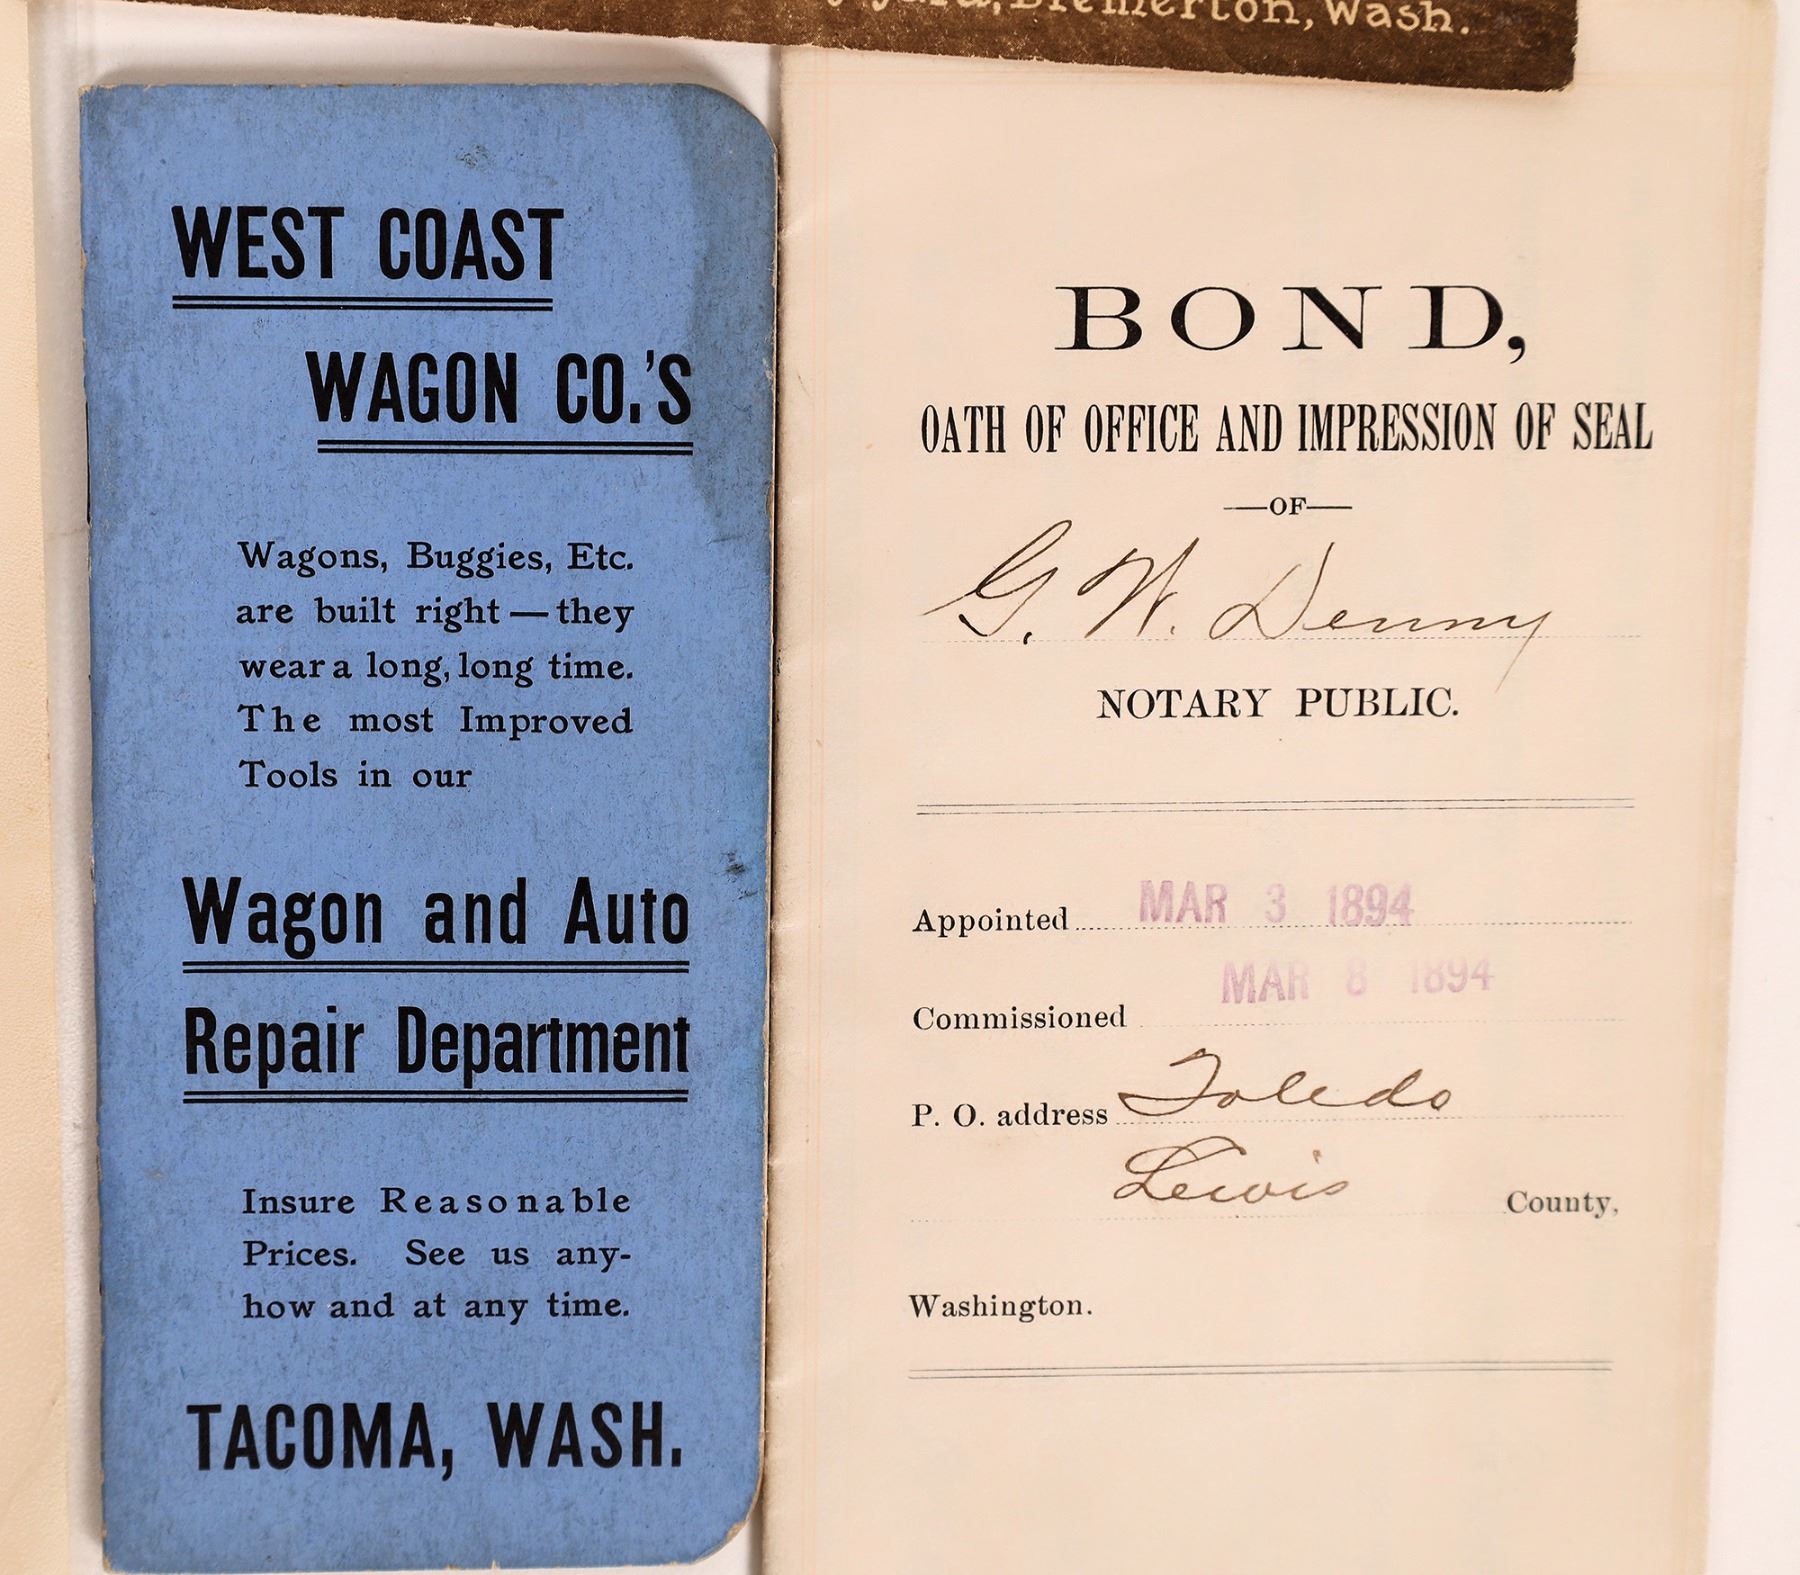 Bremerton, Wash.
WEST COAST
WAGON CO.'S
Wagons, Buggies, Etc.
are built right — they
wear a long, long time.
The most Improved
Tools in our
Wagon and Auto
Repair Department
Insure Reasonable
Prices. See us any-
how and at any time.
TACOMA, WASH.
BOND,
OATH OF OFFICE AND IMPRESSION OF SEAL
—OF—
G. W. Denny
NOTARY PUBLIC.
Appointed MAR 3 1894
Commissioned MAR 8 1894
P. O. address Toledo
Lewis County,
Washington.